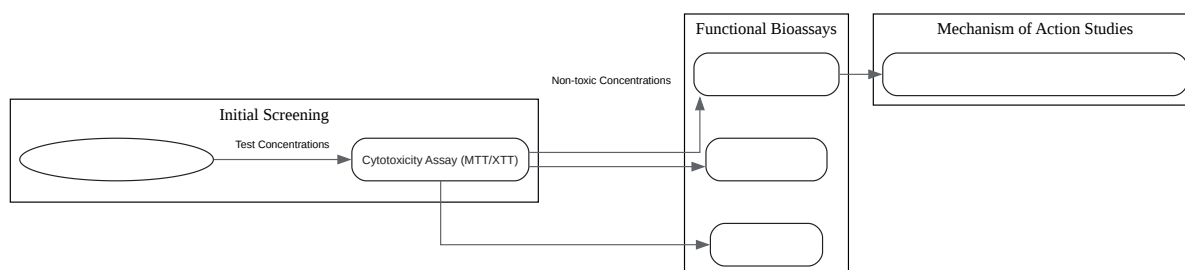 Functional Bioassays
Mechanism of Action Studies
Non-toxic Concentrations
Initial Screening
Test Concentrations
Cytotoxicity Assay (MTT/XTT)